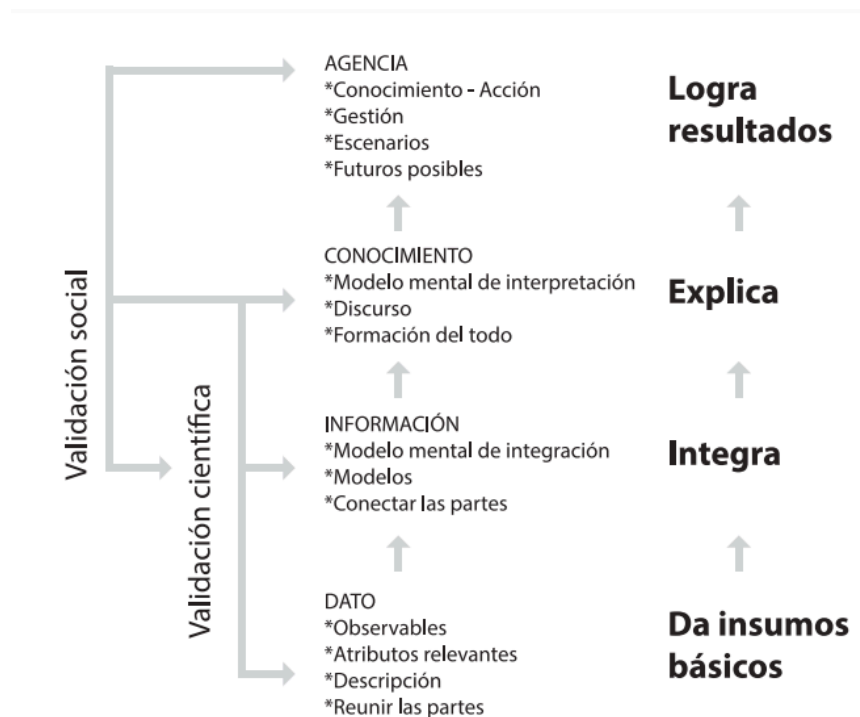 AGENCIA
*Conocimiento - Acción
*Gestión
*Escenarios
*Futuros posibles
Logra
resultados
CONOCIMIENTO
*Modelo mental de interpretación
*Discurso
*Formación del todo
Explica
Validación social
Validación científica
INFORMACIÓN
*Modelo mental de integración
*Modelos
*Conectar las partes
Integra
DATO
*Observables
*Atributos relevantes
*Descripción
*Reunir las partes
Da insumos
básicos